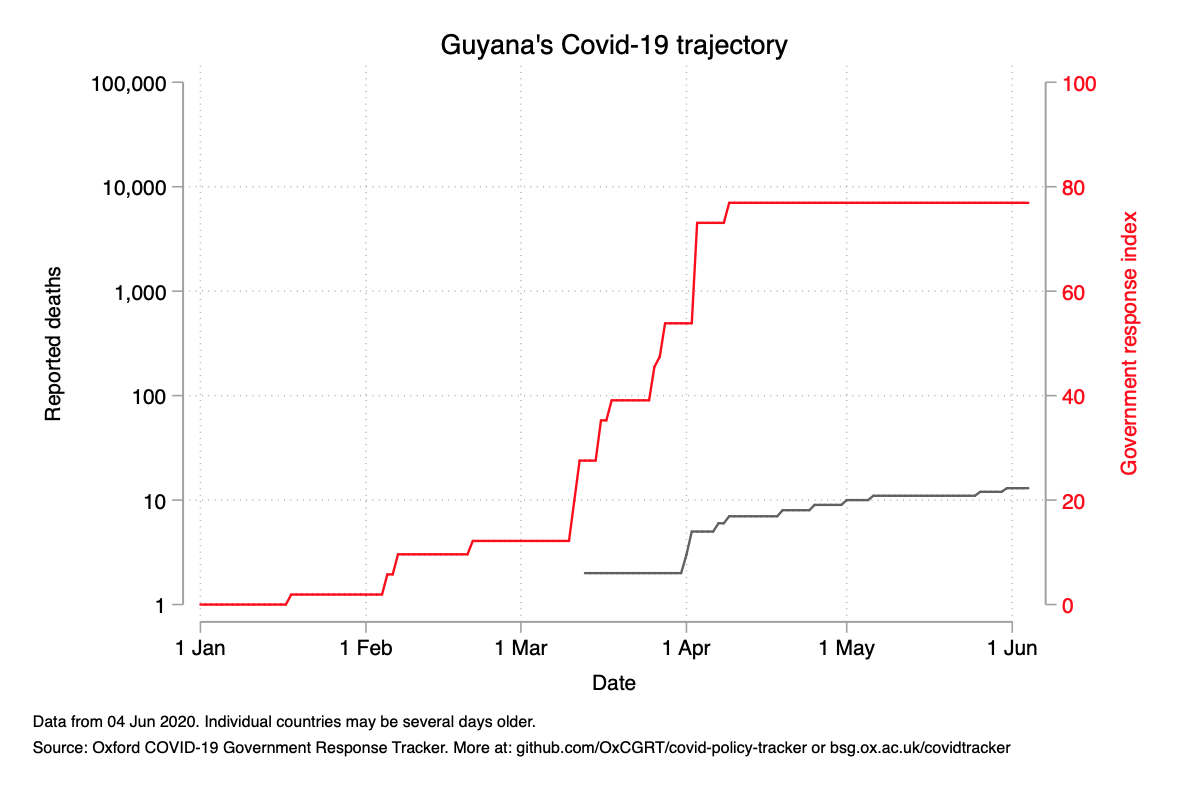 Guyana's Covid-19 trajectory
100,000
10,000
1,000
100
10
1
Reported deaths
100
80
60
40
20
0
Government response index
1 Jan
1 Feb
1 Mar
1 Apr
1 May
1 Jun
Date
Data from 04 Jun 2020. Individual countries may be several days older.
Source: Oxford COVID-19 Government Response Tracker. More at: github.com/OxCGRT/covid-policy-tracker or bsg.ox.ac.uk/covidtracker